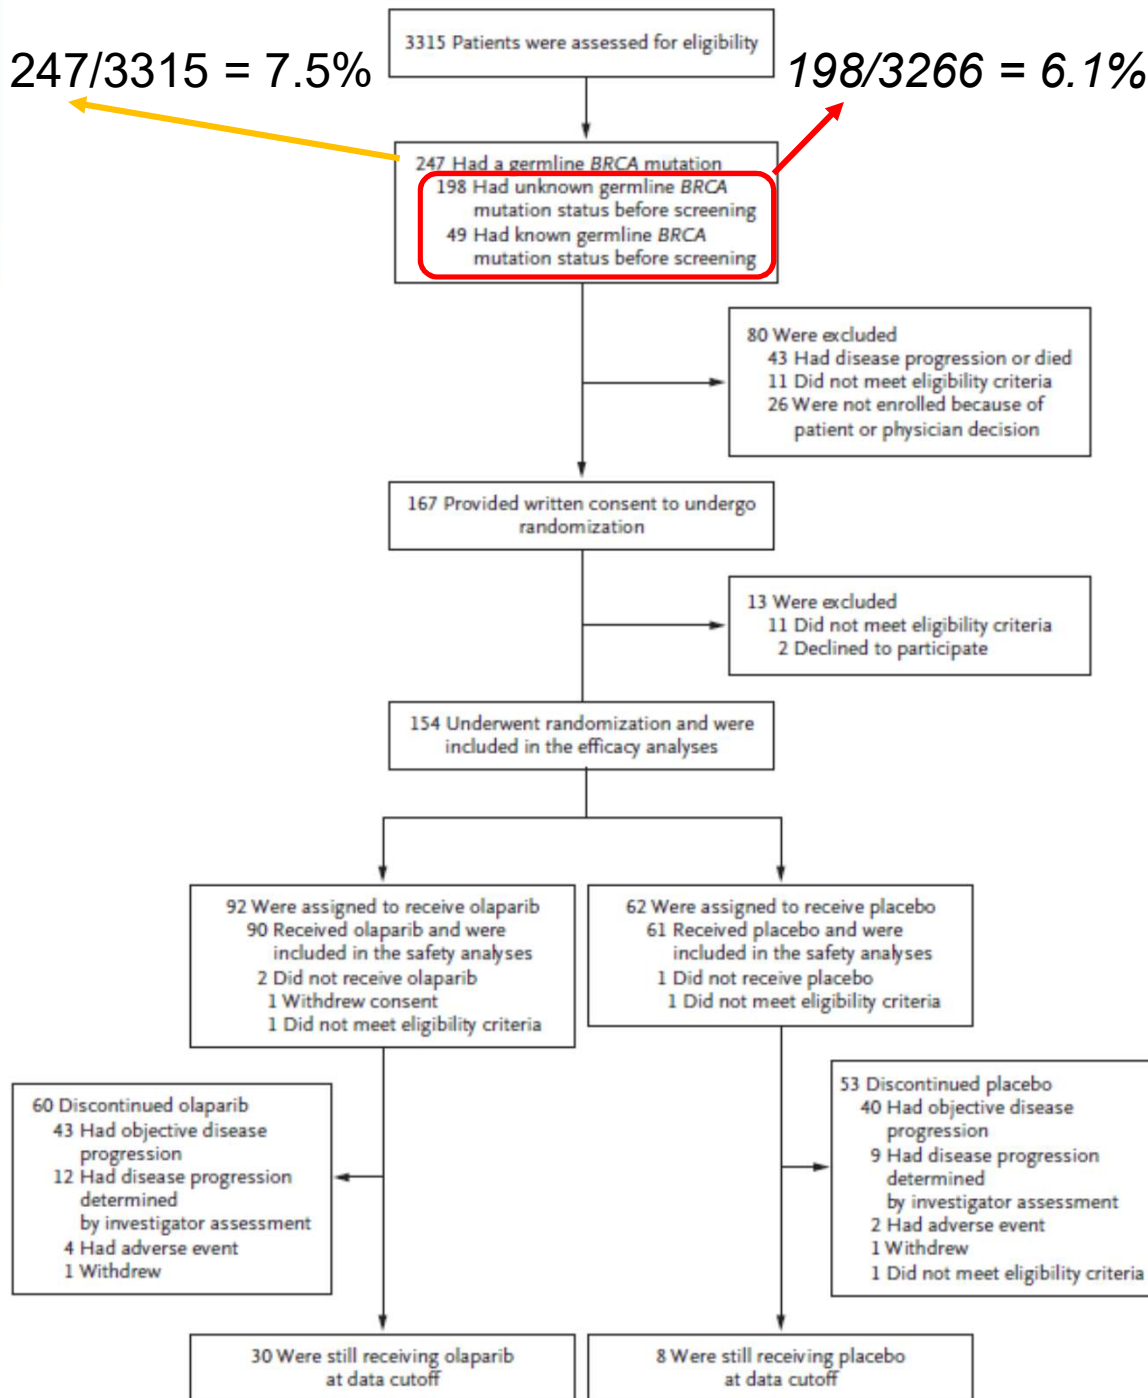 3315 Patients were assessed for eligibility
247/3315 = 7.5%
198/3266 = 6.1%
247 Had a germline BRCA mutation
198 Had unknown germline BRCA
mutation status before screening
49 Had known germline BRCA
mutation status before screening
80 Were excluded
43 Had disease progression or died
11 Did not meet eligibility criteria
26 Were not enrolled because of
patient or physician decision
167 Provided written consent to undergo
randomization
13 Were excluded
11 Did not meet eligibility criteria
2 Declined to participate
154 Underwent randomization and were
included in the efficacy analyses
92 Were assigned to receive olaparib
90 Received olaparib and were
included in the safety analyses
2 Did not receive olaparib
1 Withdrew consent
1 Did not meet eligibility criteria
62 Were assigned to receive placebo
61 Received placebo and were
included in the safety analyses
1 Did not receive placebo
1 Did not meet eligibility criteria
60 Discontinued olaparib
43 Had objective disease
progression
12 Had disease progression
determined
by investigator assessment
4 Had adverse event
1 Withdrew
53 Discontinued placebo
40 Had objective disease
progression
9 Had disease progression
determined
by investigator assessment
2 Had adverse event
1 Withdrew
1 Did not meet eligibility criteria
30 Were still receiving olaparib
at data cutoff
8 Were still receiving placebo
at data cutoff